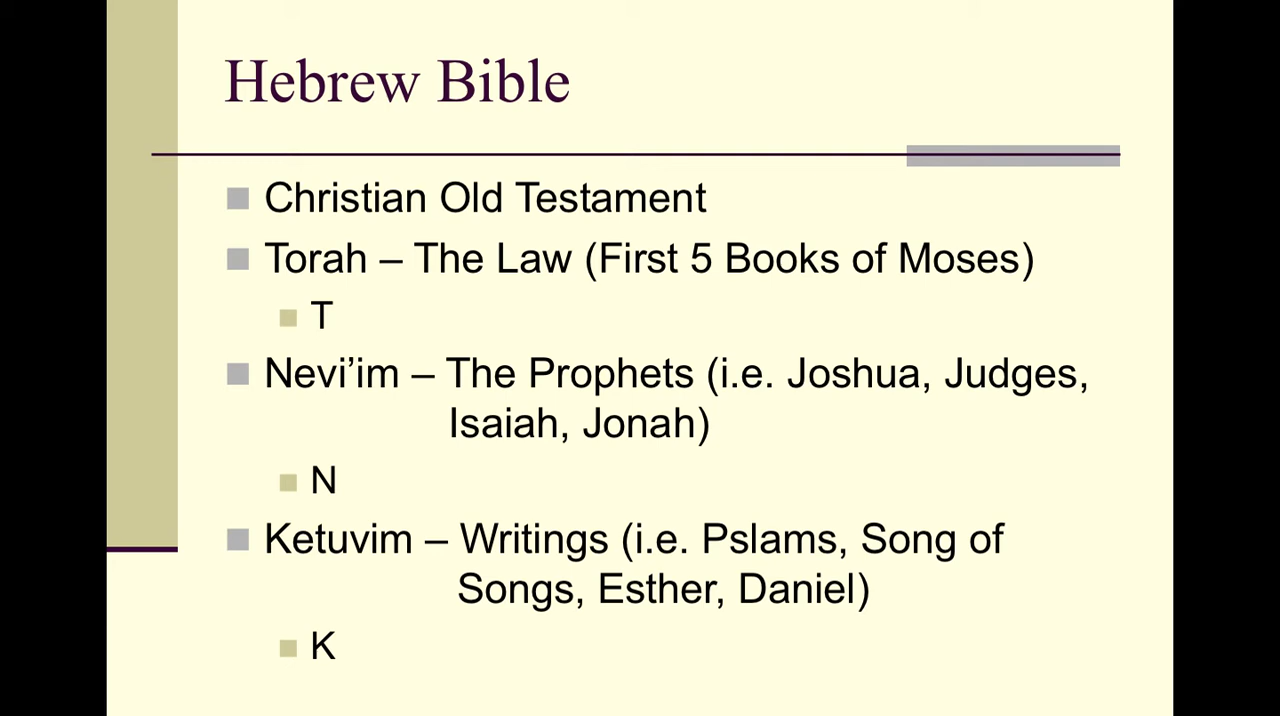 Hebrew Bible
Christian Old Testament
Torah – The Law (First 5 Books of Moses)
T
Nevi’im – The Prophets (i.e. Joshua, Judges,
Isaiah, Jonah)
N
Ketuvim – Writings (i.e. Pslams, Song of
Songs, Esther, Daniel)
K